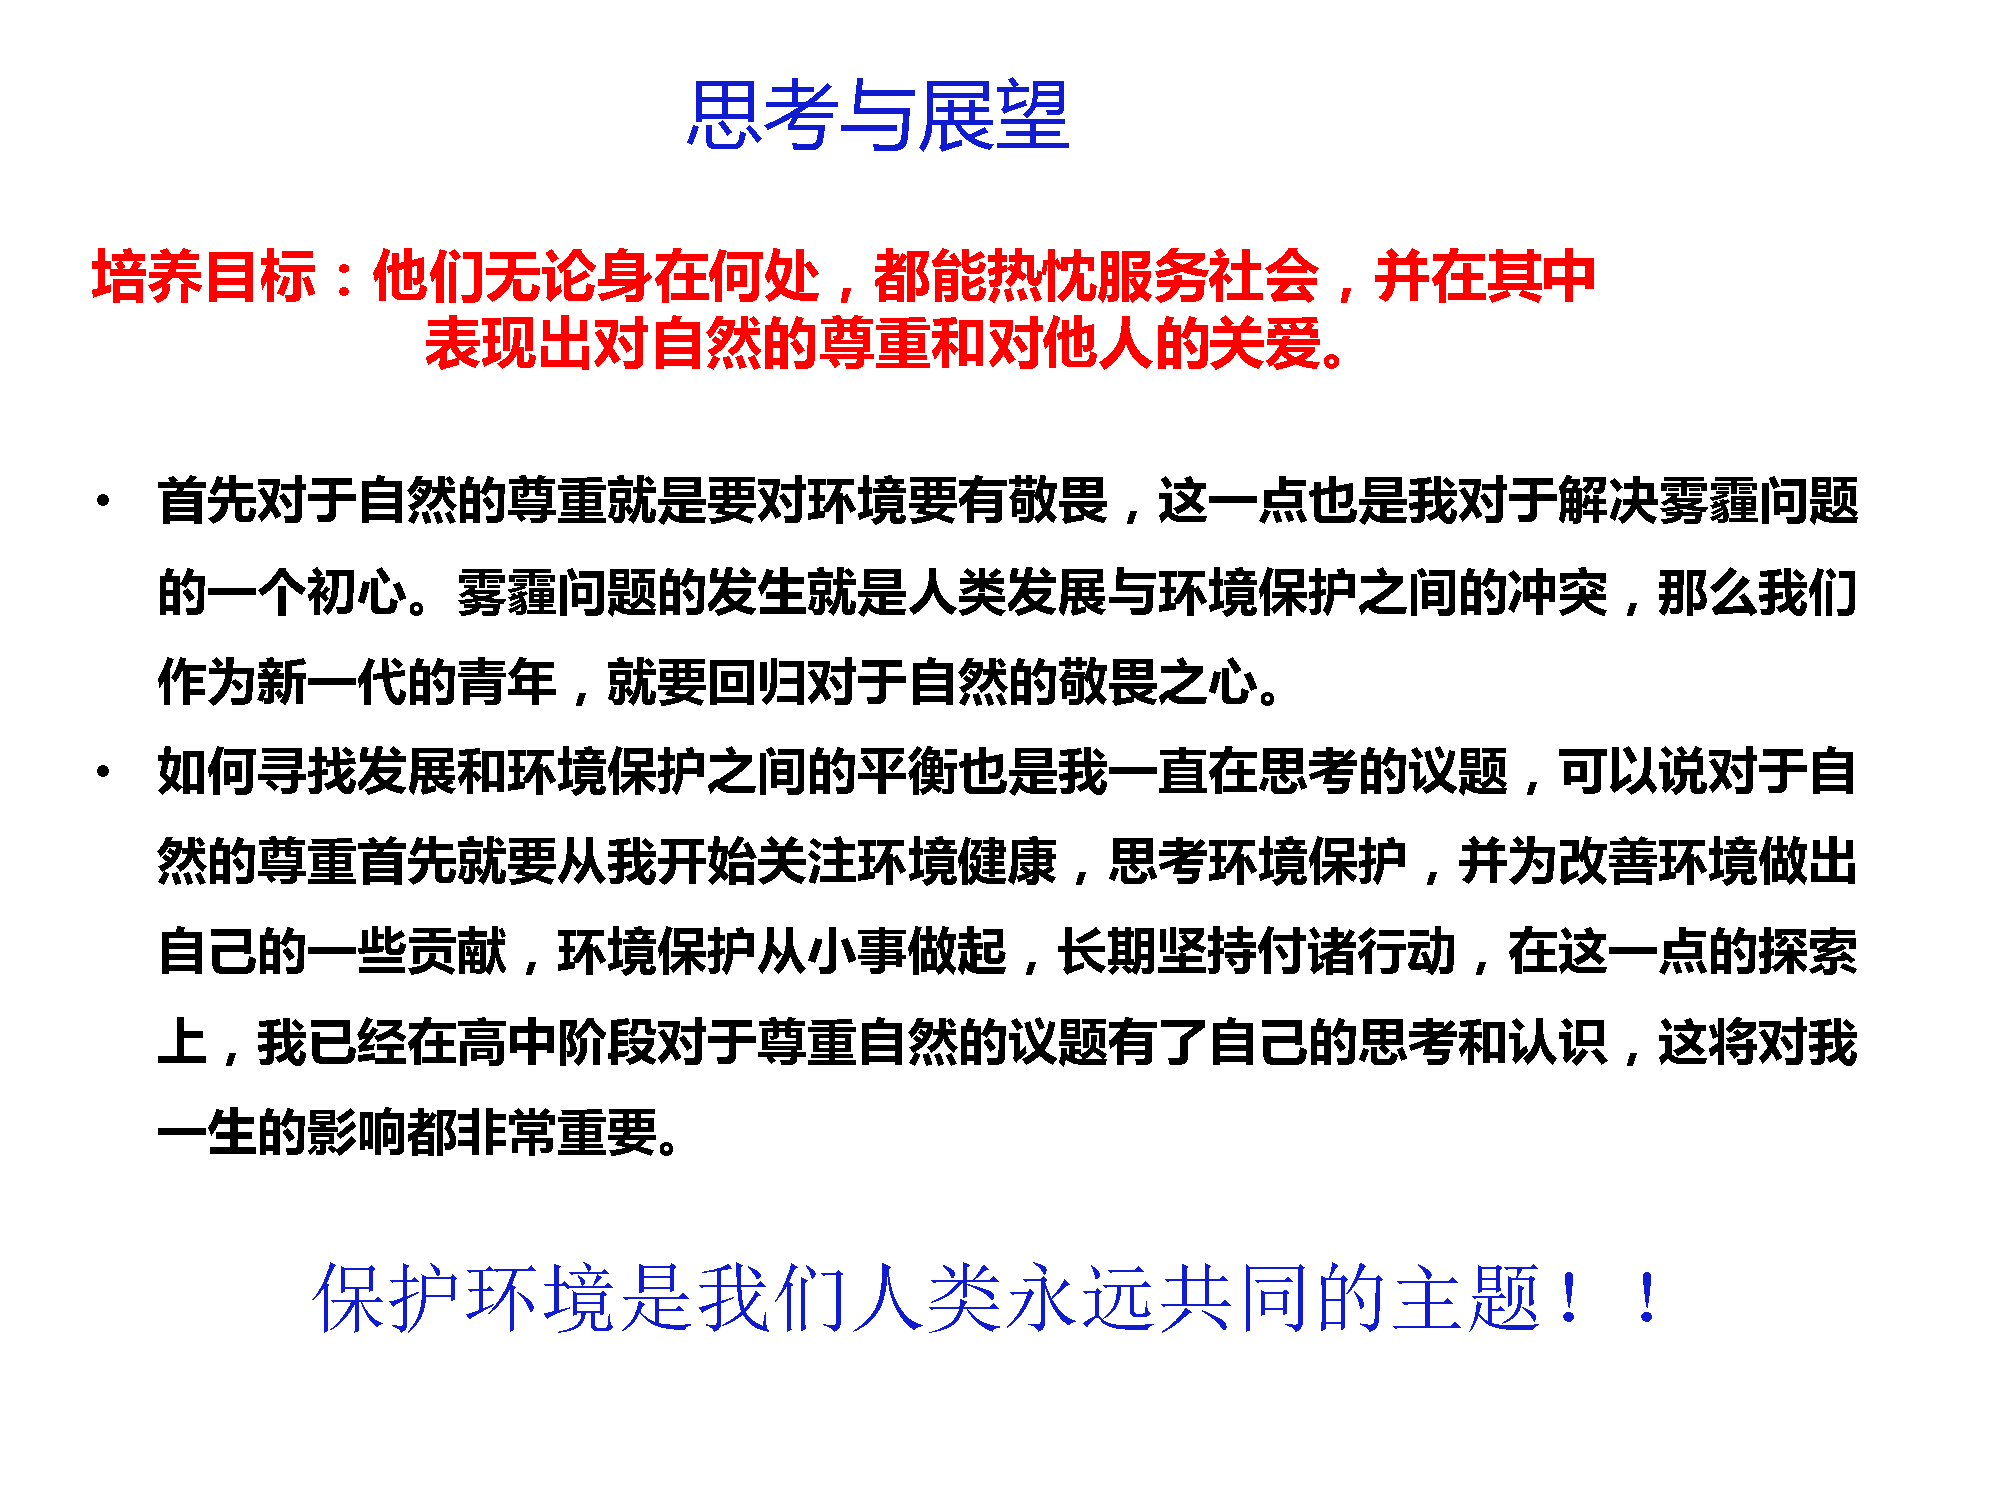 思考与展望
培养目标：他们无论身在何处，都能热忱服务社会，并在其中
表现出对自然的尊重和对他人的关爱。
• 首先对于自然的尊重就是要对环境要有敬畏，这一点也是我对于解决雾霾问题
的一个初心。雾霾问题的发生就是人类发展与环境保护之间的冲突，那么我们
作为新一代的青年，就要回归对于自然的敬畏之心。
• 如何寻找发展和环境保护之间的平衡也是我一直在思考的议题，可以说对于自
然的尊重首先就要从我开始关注环境健康，思考环境保护，并为改善环境做出
自己的一些贡献，环境保护从小事做起，长期坚持付诸行动，在这一点的探索
上，我已经在高中阶段对于尊重自然的议题有了自己的思考和认识，这将对我
一生的影响都非常重要。
保护环境是我们人类永远共同的主题！！